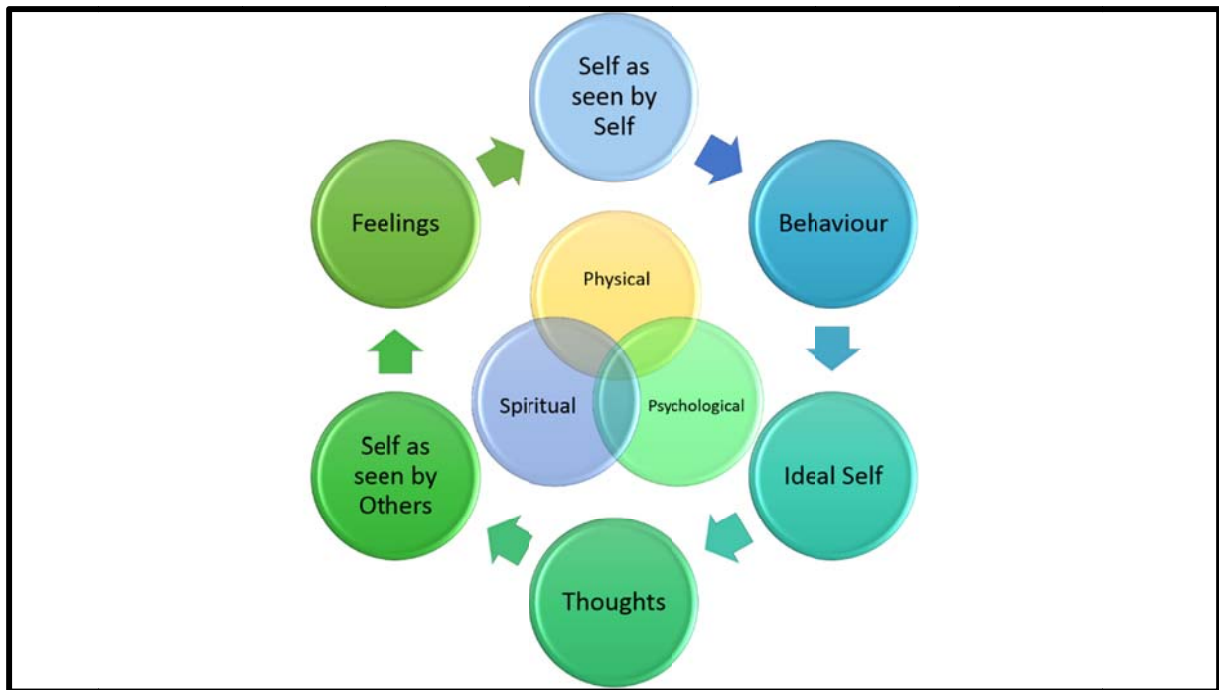 Self as
seen by
Self
Behaviour
Ideal Self
Thoughts
Self as
seen by
Others
Feelings
Physical
Spiritual
Psychological